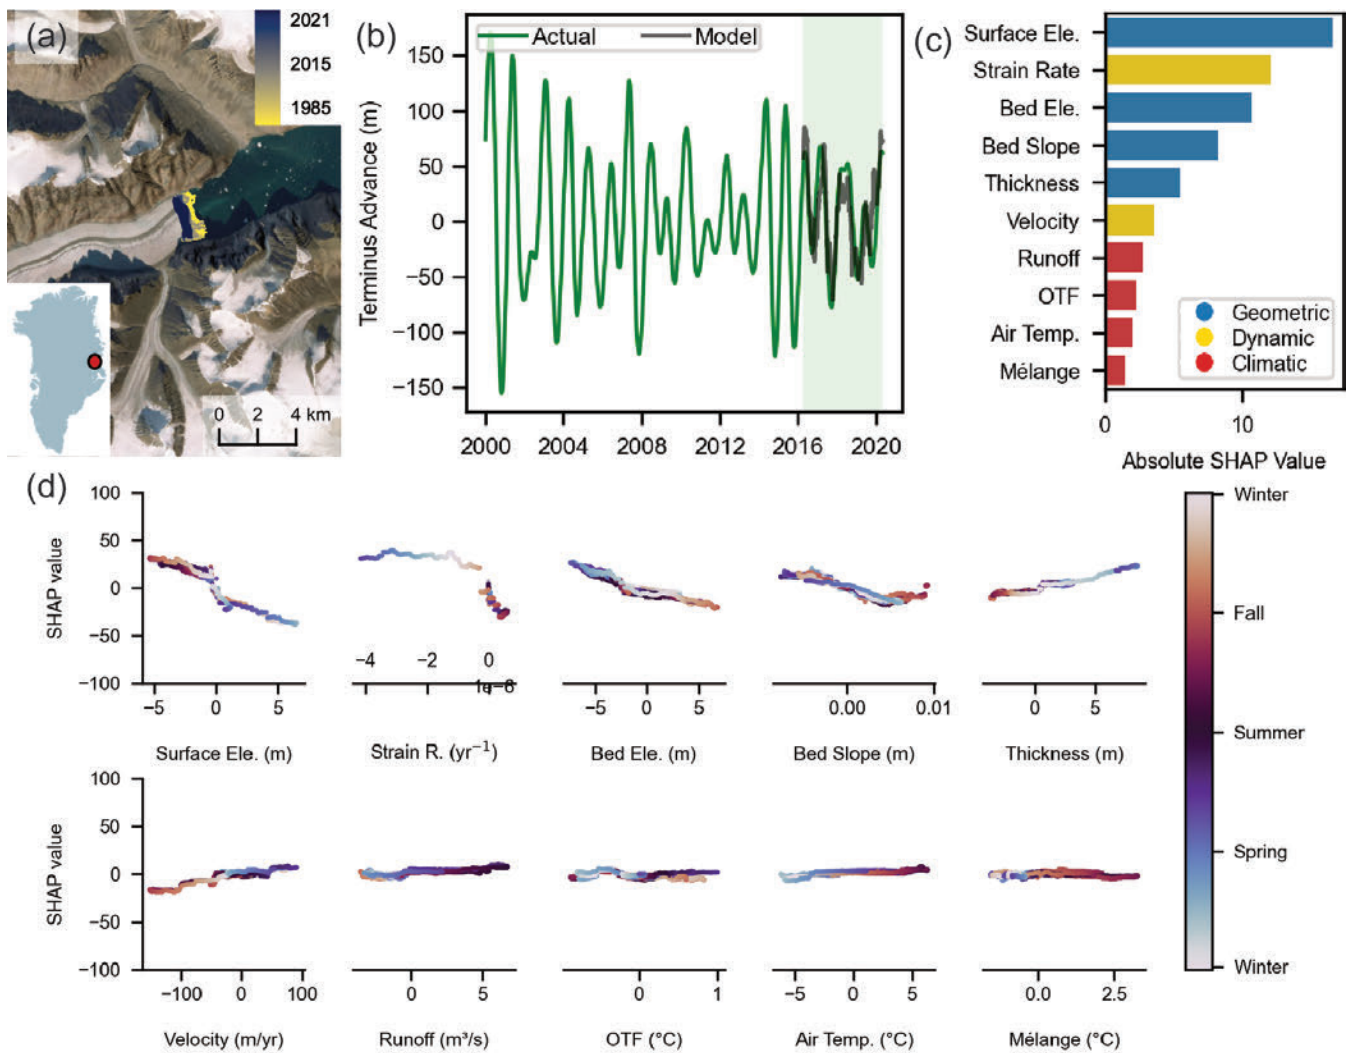 (a)
2021
2015
1985
0 2 4 km
(b)
Actual Model
Terminus Advance (m)
150
100
50
0
−50
−100
−150
2000 2004 2008 2012 2016 2020
(c)
Surface Ele.
Strain Rate
Bed Ele.
Bed Slope
Thickness
Velocity
Runoff
OTF
Air Temp.
Mélange
Geometric
Dynamic
Climatic
0 10
Absolute SHAP Value
(d)
SHAP value
100
50
0
−50
−100
−5 0 5
Surface Ele. (m)
−4 −2 0
1e−6
Strain R. (yr⁻¹)
−5 0 5
Bed Ele. (m)
0.00 0.01
Bed Slope (m)
0 5
Thickness (m)
SHAP value
100
50
0
−50
−100
−100 0 100
Velocity (m/yr)
0 5
Runoff (m³/s)
0 1
OTF (°C)
−5 0 5
Air Temp. (°C)
0.0 2.5
Mélange (°C)
Winter
Fall
Summer
Spring
Winter